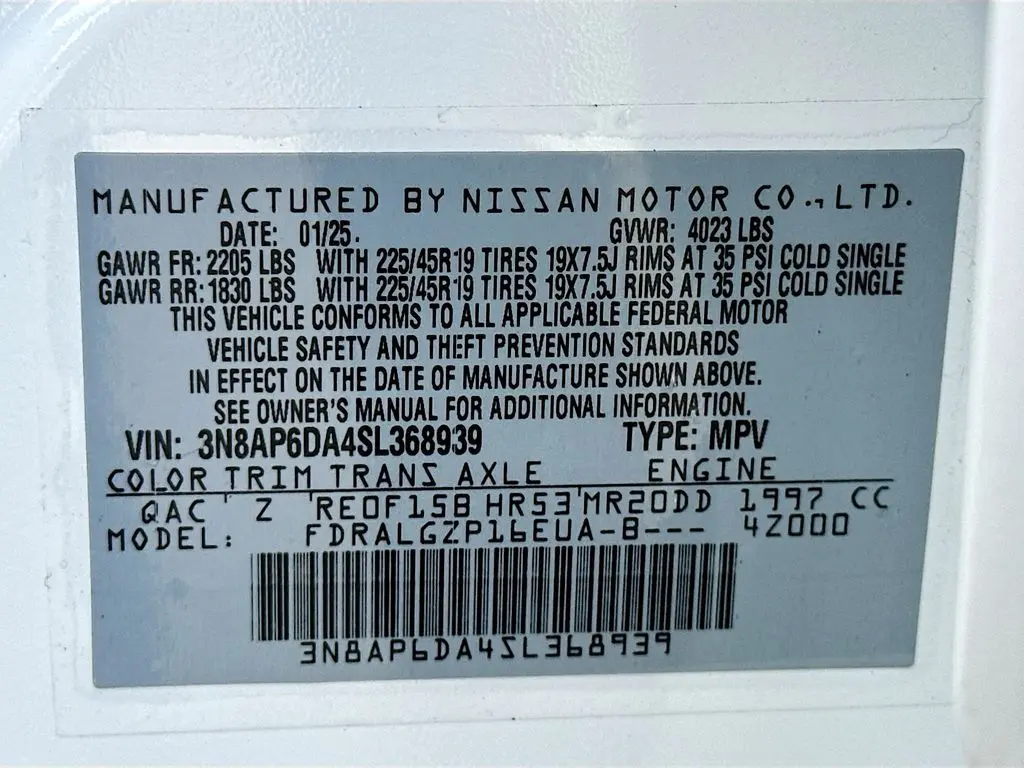 MANUFACTURED BY NISSAN MOTOR CO., LTD.
DATE: 01/25. GVWR: 4023 LBS
GAWR FR: 2205 LBS WITH 225/45R19 TIRES 19X7.5J RIMS AT 35 PSI COLD SINGLE
GAWR RR: 1830 LBS WITH 225/45R19 TIRES 19X7.5J RIMS AT 35 PSI COLD SINGLE
THIS VEHICLE CONFORMS TO ALL APPLICABLE FEDERAL MOTOR
VEHICLE SAFETY AND THEFT PREVENTION STANDARDS
IN EFFECT ON THE DATE OF MANUFACTURE SHOWN ABOVE.
SEE OWNER'S MANUAL FOR ADDITIONAL INFORMATION.
VIN: 3N8AP6DA4SL368939 TYPE: MPV
COLOR TRIM TRANS AXLE ENGINE
QAC Z RE0F15B HR53 MR20DD 1997 CC
MODEL: FDRALGZP16EUA-B--- 4Z000
3N8AP6DA4SL368939